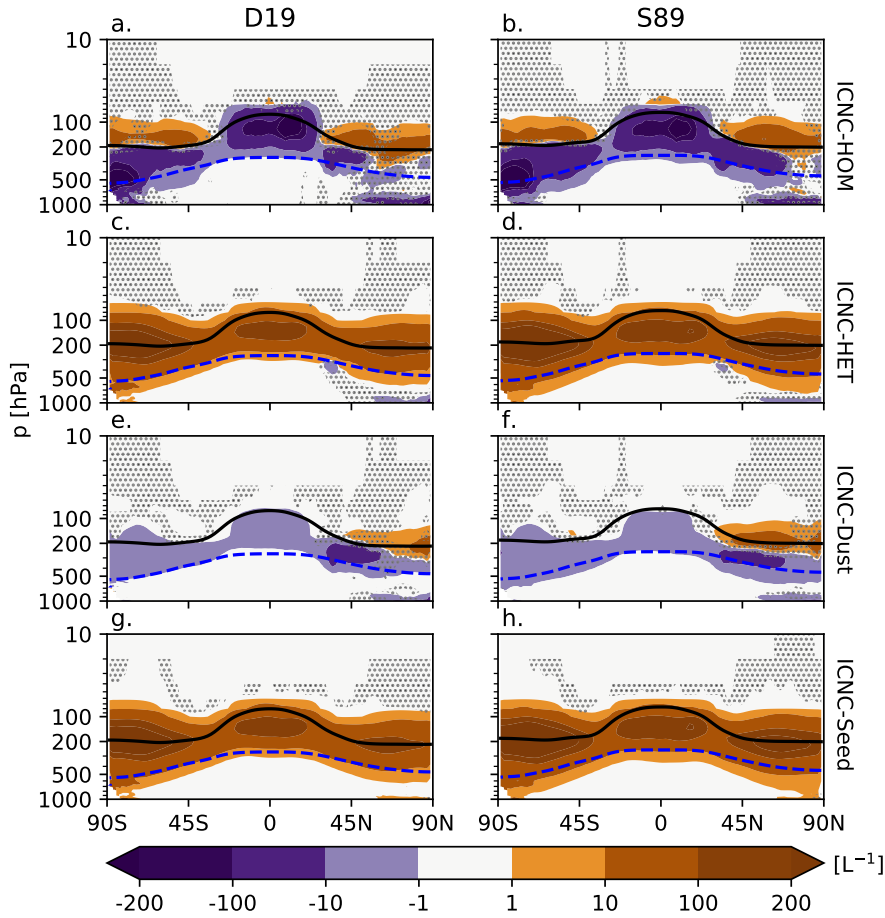 D19 S89
a. b.
10
100
200
500
1000
ICNC-HOM
c. d.
10
100
200
500
1000
ICNC-HET
p [hPa]
e. f.
10
100
200
500
1000
ICNC-Dust
g. h.
10
100
200
500
1000
ICNC-Seed
90S 45S 0 45N 90N 90S 45S 0 45N 90N
[L⁻¹]
-200 -100 -10 -1 1 10 100 200